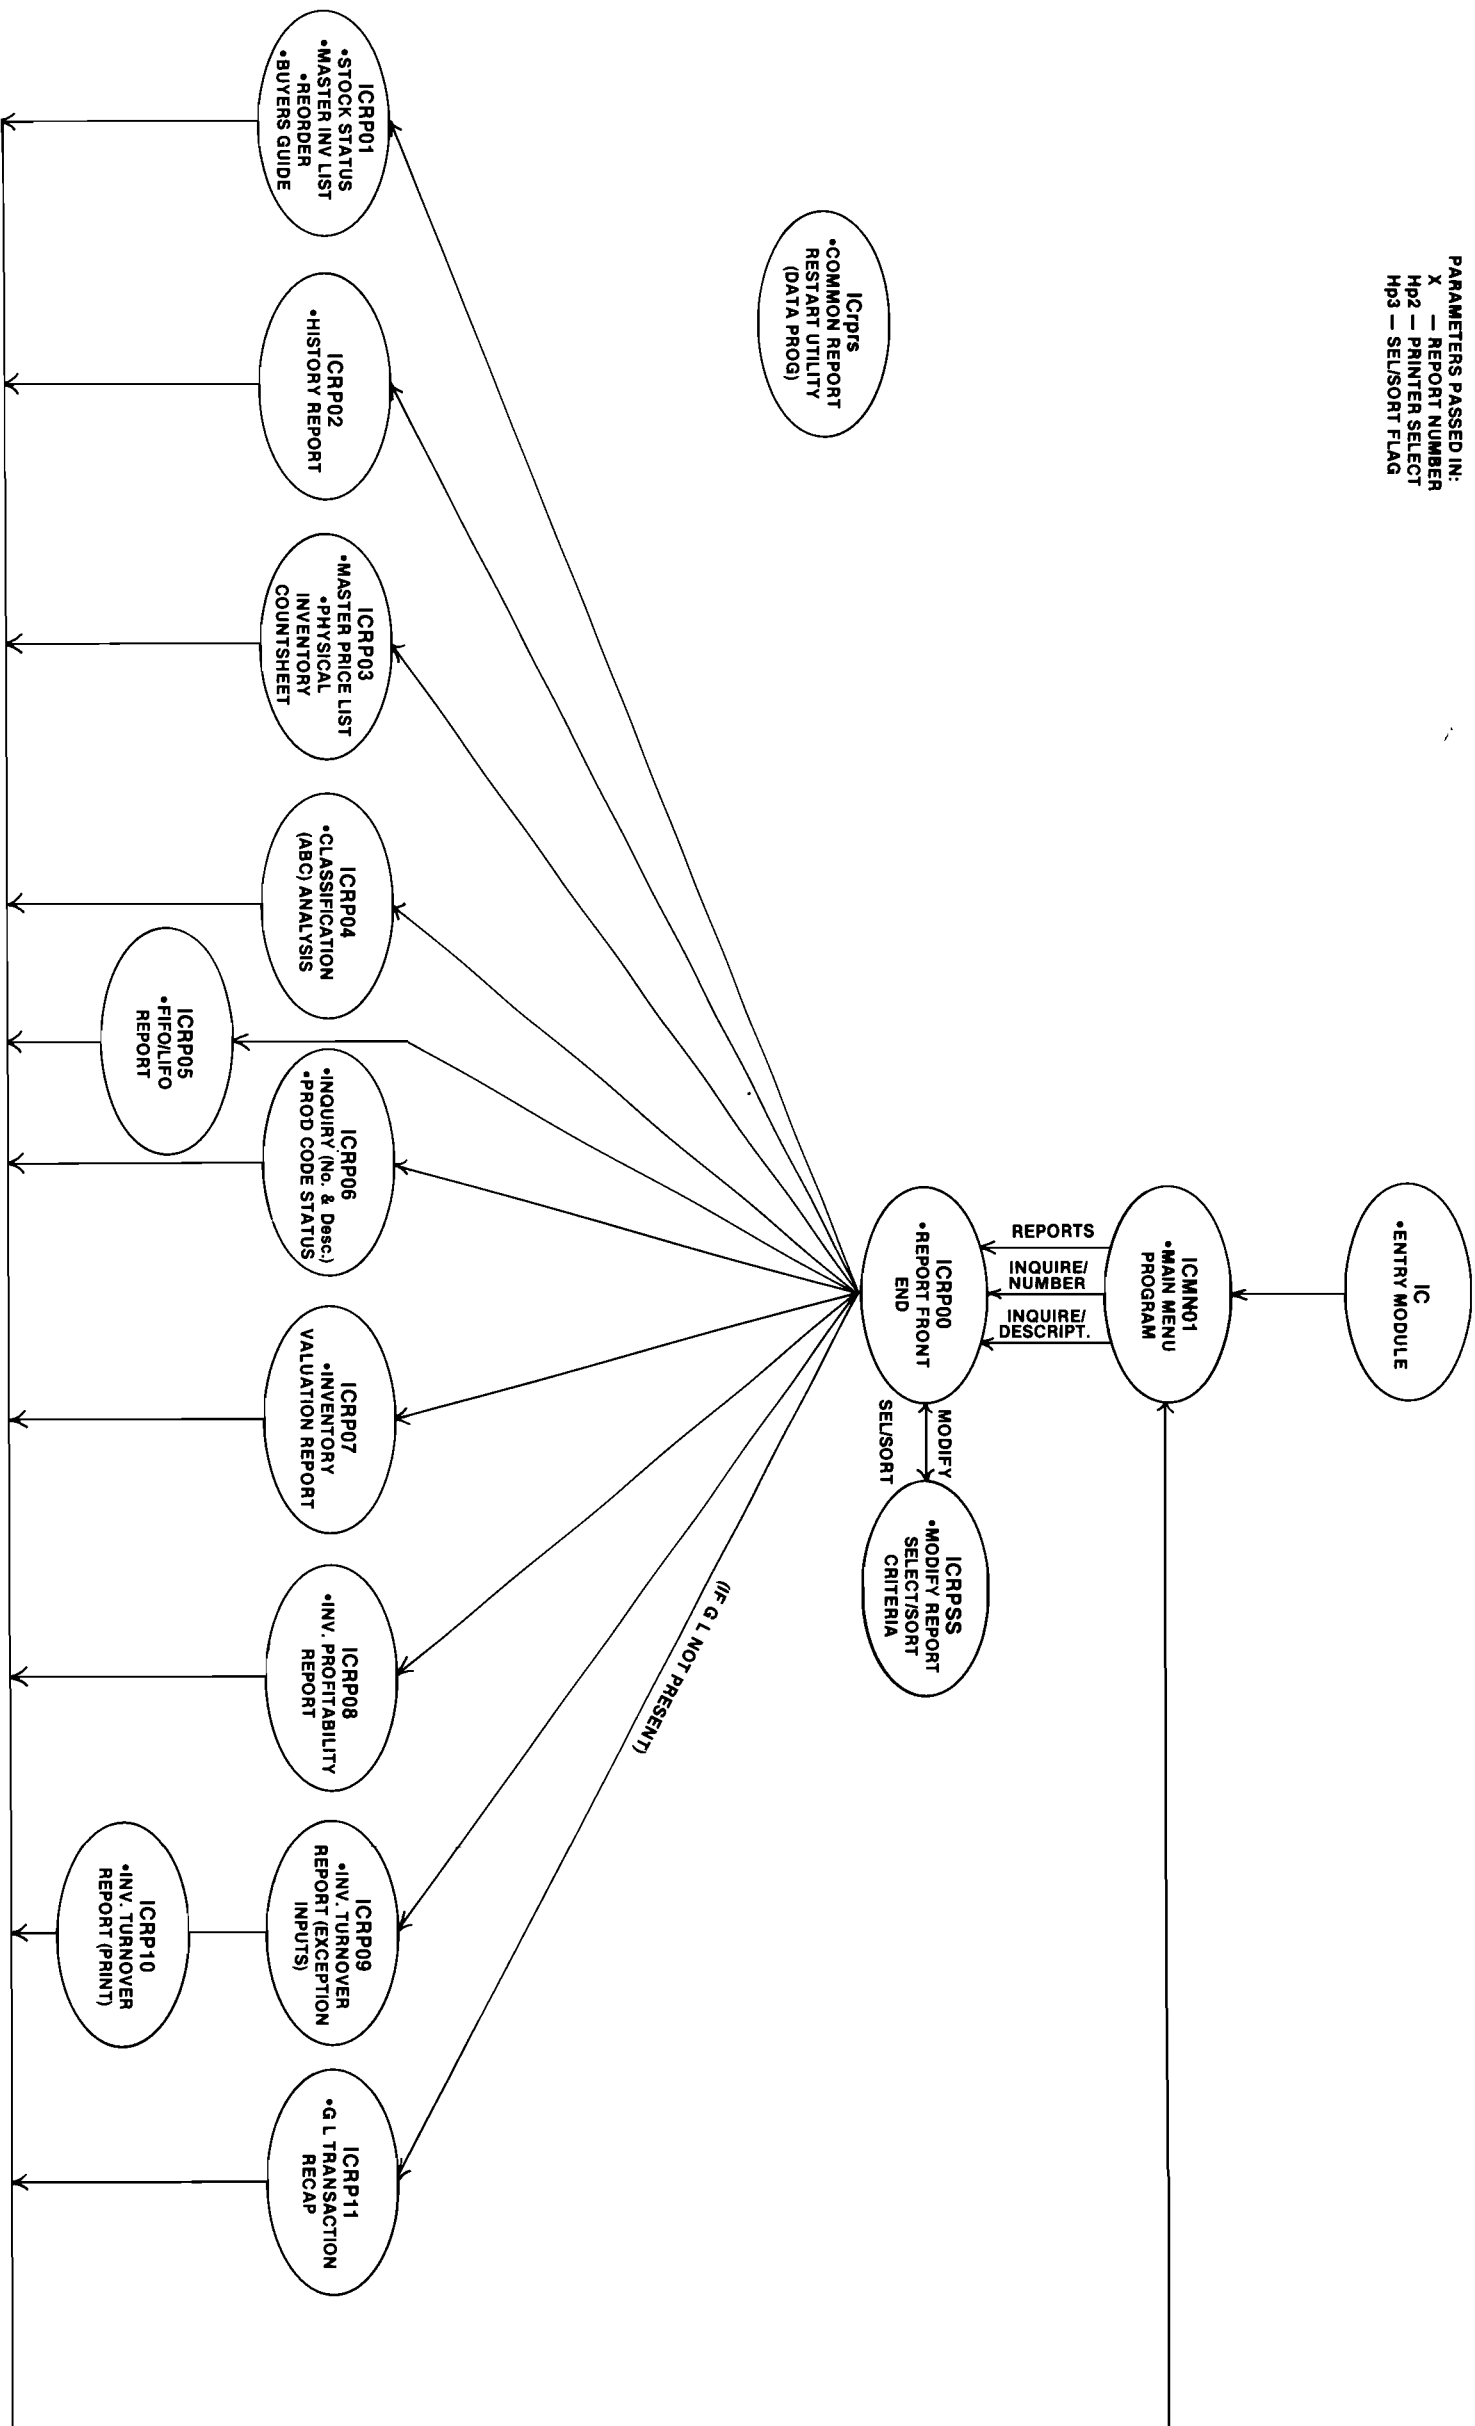 PARAMETERS PASSED IN:
X — REPORT NUMBER
Hp2 — PRINTER SELECT
Hp3 — SEL/SORT FLAG
IC
•ENTRY MODULE
ICMN01
•MAIN MENU
PROGRAM
REPORTS
INQUIRE/
NUMBER
INQUIRE/
DESCRIPT.
ICRP00
•REPORT FRONT
END
MODIFY
SEL/SORT
ICRPSS
•MODIFY REPORT
SELECT/SORT
CRITERIA
ICrprs
•COMMON REPORT
RESTART UTILITY
(DATA PROG)
(IF G L NOT PRESENT)
ICRP01
•STOCK STATUS
•MASTER INV LIST
•REORDER
•BUYERS GUIDE
ICRP02
•HISTORY REPORT
ICRP03
•MASTER PRICE LIST
•PHYSICAL
INVENTORY
COUNTSHEET
ICRP04
•CLASSIFICATION
(ABC) ANALYSIS
ICRP05
•FIFO/LIFO
REPORT
ICRP06
•INQUIRY (No. & Desc.)
•PROD CODE STATUS
ICRP07
•INVENTORY
VALUATION REPORT
ICRP08
•INV. PROFITABILITY
REPORT
ICRP09
•INV. TURNOVER
REPORT (EXCEPTION
INPUTS)
ICRP10
•INV. TURNOVER
REPORT (PRINT)
ICRP11
•G L TRANSACTION
RECAP